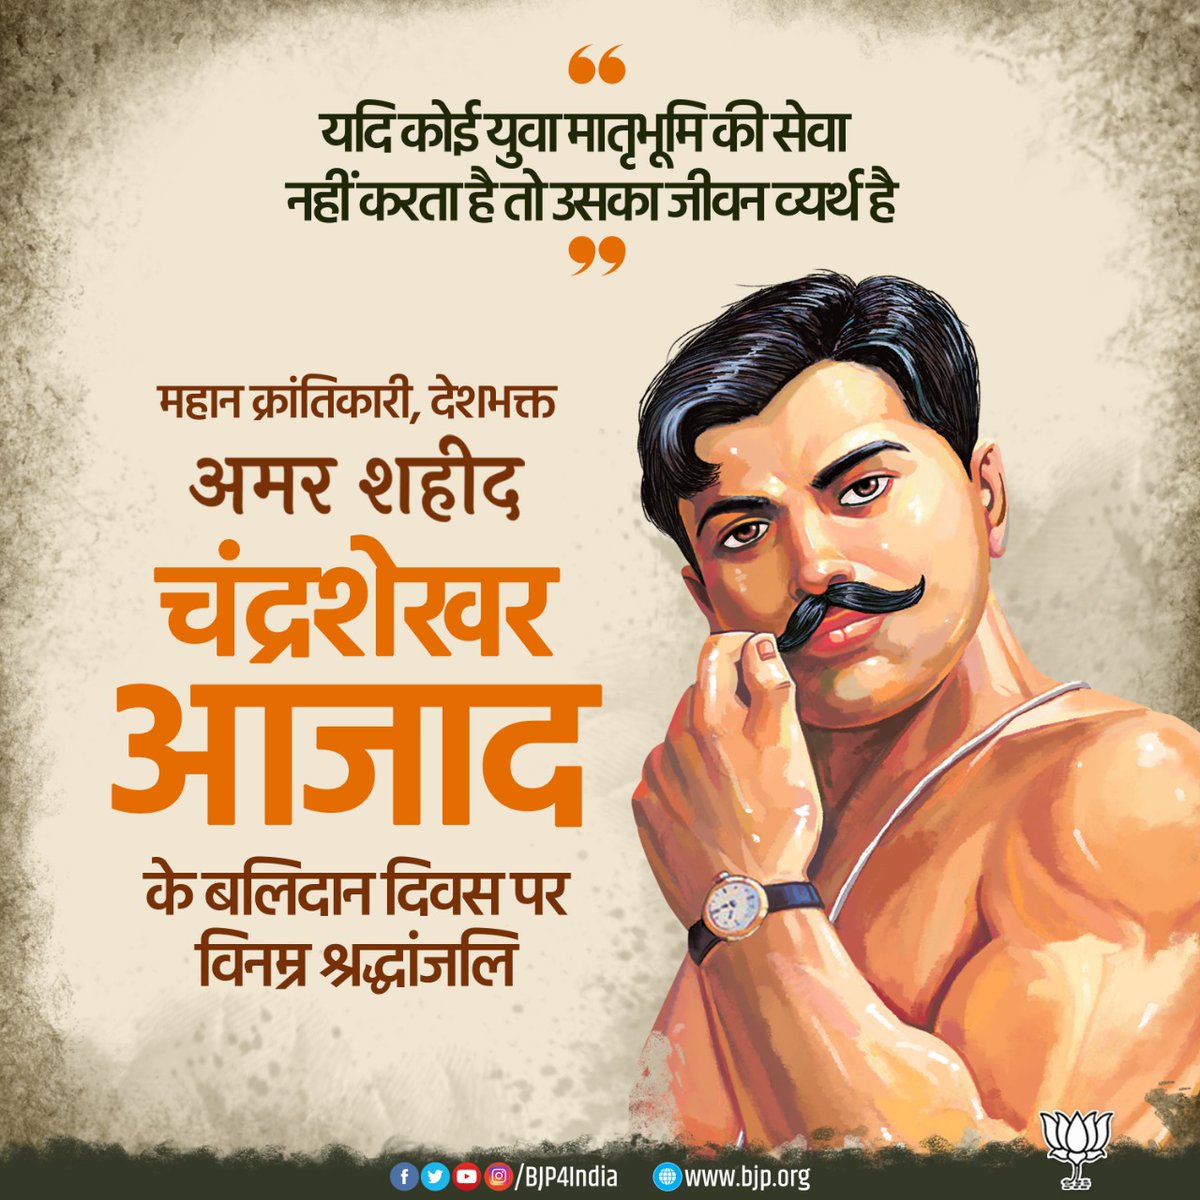 “
यदि कोई युवा मातृभूमि की सेवा
नहीं करता है तो उसका जीवन व्यर्थ है
”
महान क्रांतिकारी, देशभक्त
अमर शहीद
चंद्रशेखर
आजाद
के बलिदान दिवस पर
विनम्र श्रद्धांजलि
/BJP4India www.bjp.org